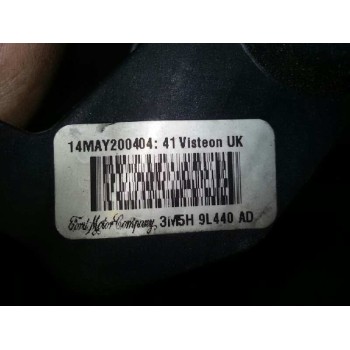 14MAY200404: 41 Visteon UK
Ford Motor Company, 3M5H 9L440 AD